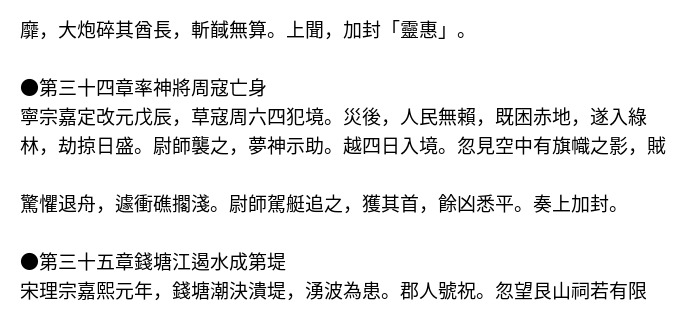 靡，大炮碎其酋長，斬馘無算。上聞，加封「靈惠」。
●第三十四章率神將周寇亡身
寧宗嘉定改元戊辰，草寇周六四犯境。災後，人民無賴，既困赤地，遂入綠
林，劫掠日盛。尉師襲之，夢神示助。越四日入境。忽見空中有旗幟之影，賊
驚懼退舟，遽衝礁擱淺。尉師駕艇追之，獲其首，餘凶悉平。奏上加封。
●第三十五章錢塘江遏水成第堤
宋理宗嘉熙元年，錢塘潮決潰堤，湧波為患。郡人號祝。忽望艮山祠若有限